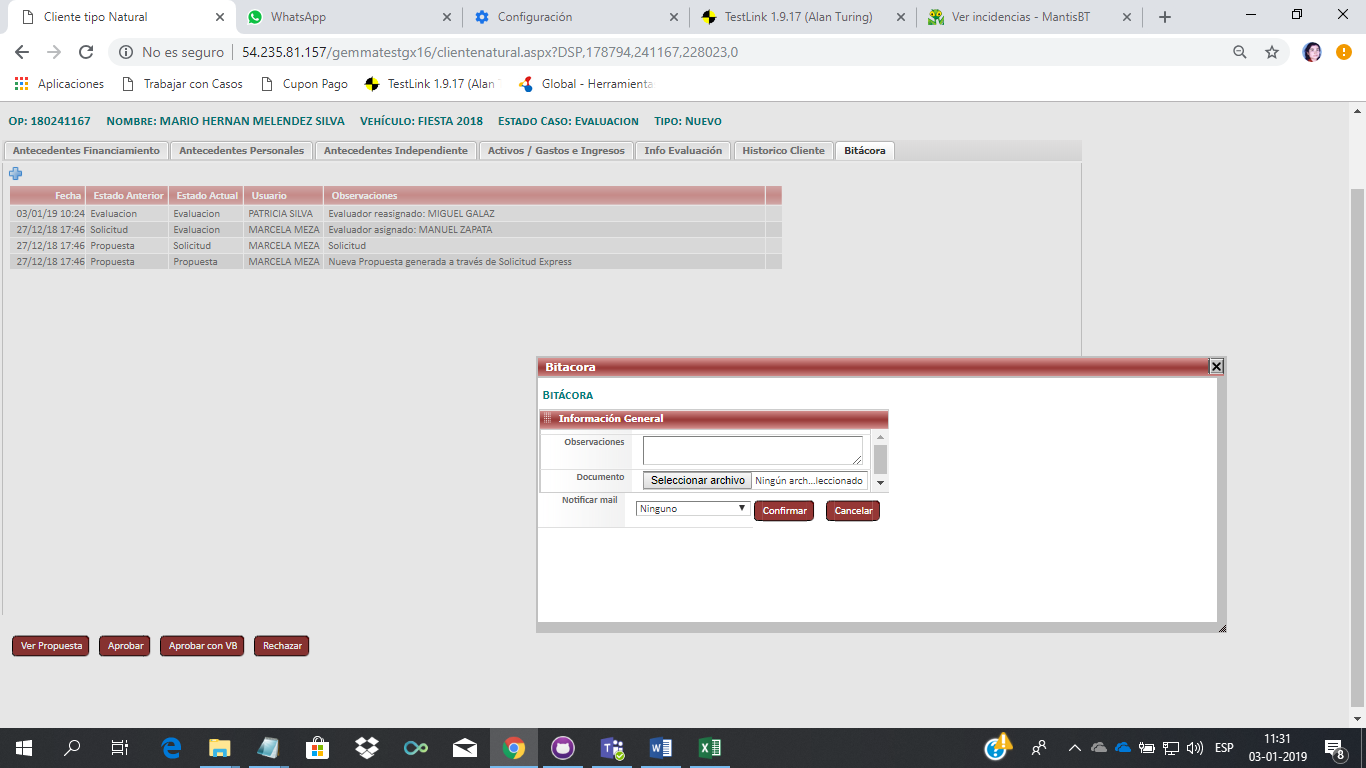 Cliente tipo Natural
WhatsApp
Configuración
TestLink 1.9.17 (Alan Turing)
Ver incidencias - MantisBT
No es seguro | 54.235.81.157/gemmatestgx16/clientenatural.aspx?DSP,178794,241167,228023,0
Aplicaciones Trabajar con Casos Cupon Pago TestLink 1.9.17 (Alan Global - Herramienta
OP: 180241167 NOMBRE: MARIO HERNAN MELENDEZ SILVA VEHÍCULO: FIESTA 2018 ESTADO CASO: EVALUACION TIPO: NUEVO
Antecedentes Financiamiento Antecedentes Personales Antecedentes Independiente Activos / Gastos e Ingresos Info Evaluación Historico Cliente Bitácora
Fecha Estado Anterior Estado Actual Usuario Observaciones
03/01/19 10:24 Evaluacion Evaluacion PATRICIA SILVA Evaluador reasignado: MIGUEL GALAZ
27/12/18 17:46 Solicitud Evaluacion MARCELA MEZA Evaluador asignado: MANUEL ZAPATA
27/12/18 17:46 Propuesta Solicitud MARCELA MEZA Solicitud
27/12/18 17:46 Propuesta Propuesta MARCELA MEZA Nueva Propuesta generada a través de Solicitud Express
Bitacora
BITÁCORA
Información General
Observaciones
Documento Seleccionar archivo Ningún arch...leccionado
Notificar mail Ninguno Confirmar Cancelar
Ver Propuesta Aprobar Aprobar con VB Rechazar
ESP
11:31
03-01-2019
8